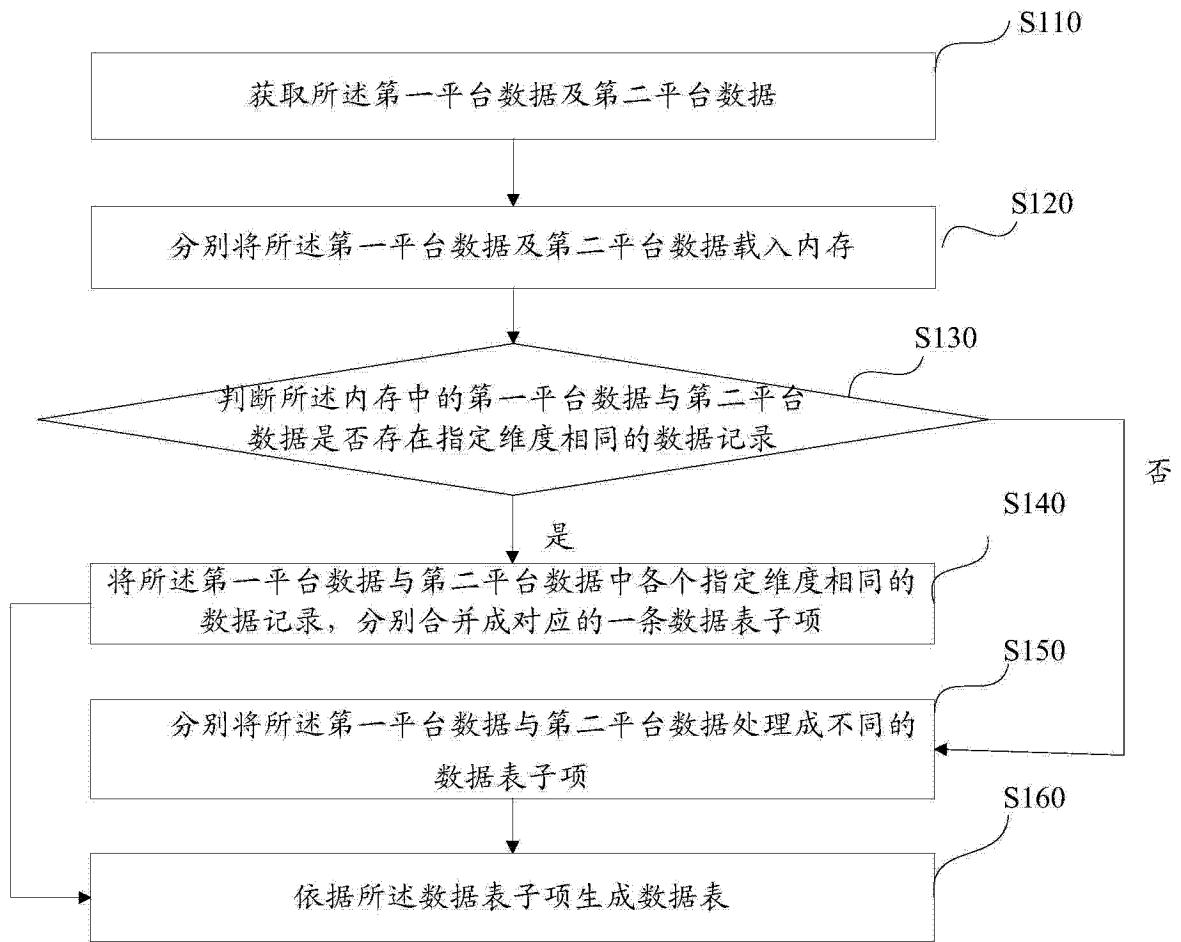 S110
获取所述第一平台数据及第二平台数据
S120
分别将所述第一平台数据及第二平台数据载入内存
S130
判断所述内存中的第一平台数据与第二平台
数据是否存在指定维度相同的数据记录
否
是
S140
将所述第一平台数据与第二平台数据中各个指定维度相同的
数据记录，分别合并成对应的一条数据表子项
S150
分别将所述第一平台数据与第二平台数据处理成不同的
数据表子项
S160
依据所述数据表子项生成数据表